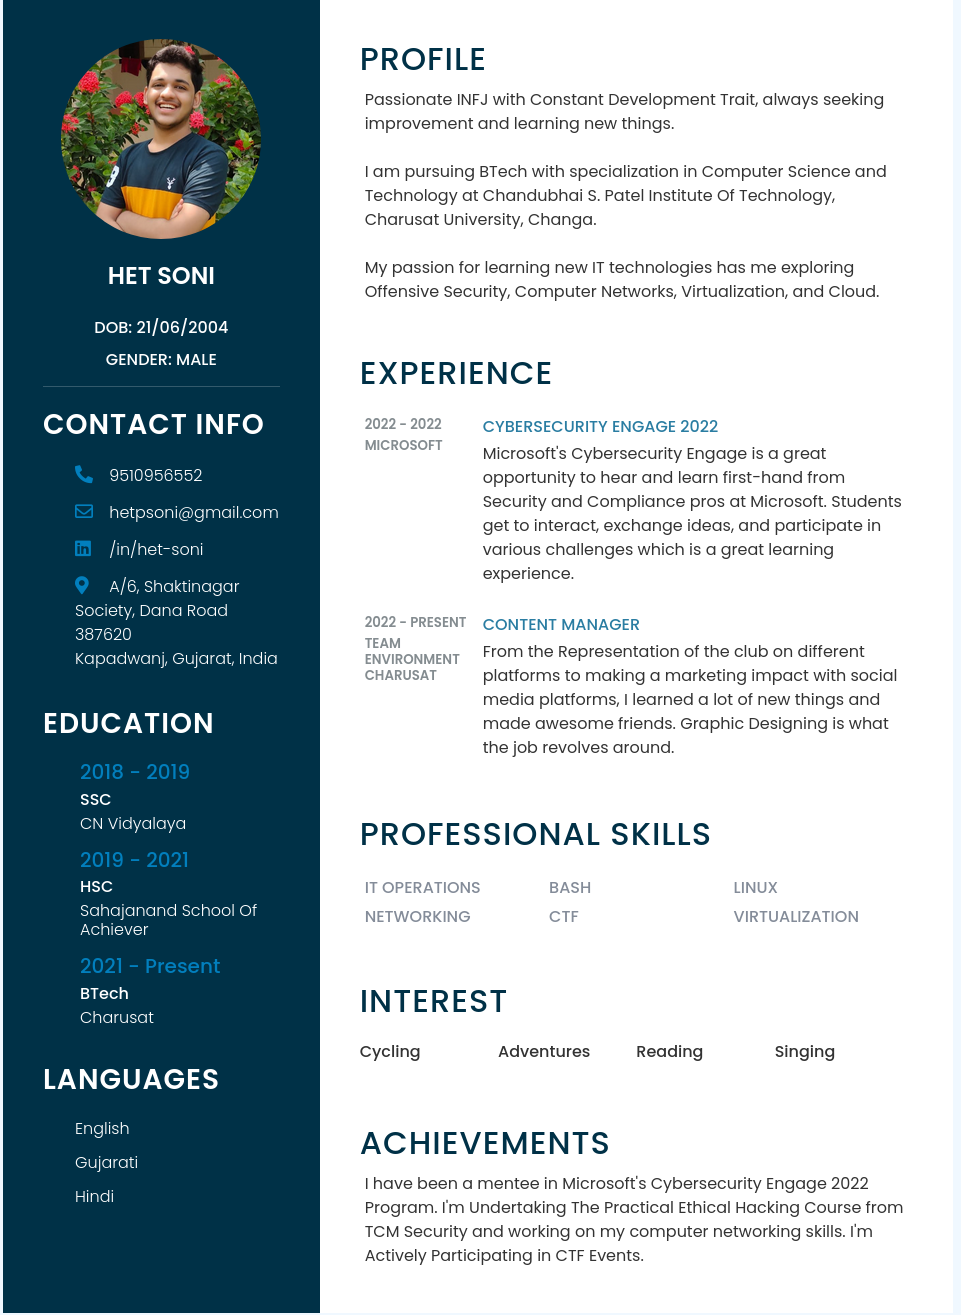 HET SONI
DOB: 21/06/2004
GENDER: MALE
CONTACT INFO
9510956552
hetpsoni@gmail.com
/in/het-soni
A/6, Shaktinagar
Society, Dana Road
387620
Kapadwanj, Gujarat, India
EDUCATION
2018 - 2019
SSC
CN Vidyalaya
2019 - 2021
HSC
Sahajanand School Of
Achiever
2021 - Present
BTech
Charusat
LANGUAGES
English
Gujarati
Hindi
PROFILE
Passionate INFJ with Constant Development Trait, always seeking
improvement and learning new things.
I am pursuing BTech with specialization in Computer Science and
Technology at Chandubhai S. Patel Institute Of Technology,
Charusat University, Changa.
My passion for learning new IT technologies has me exploring
Offensive Security, Computer Networks, Virtualization, and Cloud.
EXPERIENCE
2022 - 2022
MICROSOFT
CYBERSECURITY ENGAGE 2022
Microsoft's Cybersecurity Engage is a great
opportunity to hear and learn first-hand from
Security and Compliance pros at Microsoft. Students
get to interact, exchange ideas, and participate in
various challenges which is a great learning
experience.
2022 - PRESENT
TEAM
ENVIRONMENT
CHARUSAT
CONTENT MANAGER
From the Representation of the club on different
platforms to making a marketing impact with social
media platforms, I learned a lot of new things and
made awesome friends. Graphic Designing is what
the job revolves around.
PROFESSIONAL SKILLS
IT OPERATIONS BASH LINUX
NETWORKING CTF VIRTUALIZATION
INTEREST
Cycling Adventures Reading Singing
ACHIEVEMENTS
I have been a mentee in Microsoft's Cybersecurity Engage 2022
Program. I'm Undertaking The Practical Ethical Hacking Course from
TCM Security and working on my computer networking skills. I'm
Actively Participating in CTF Events.